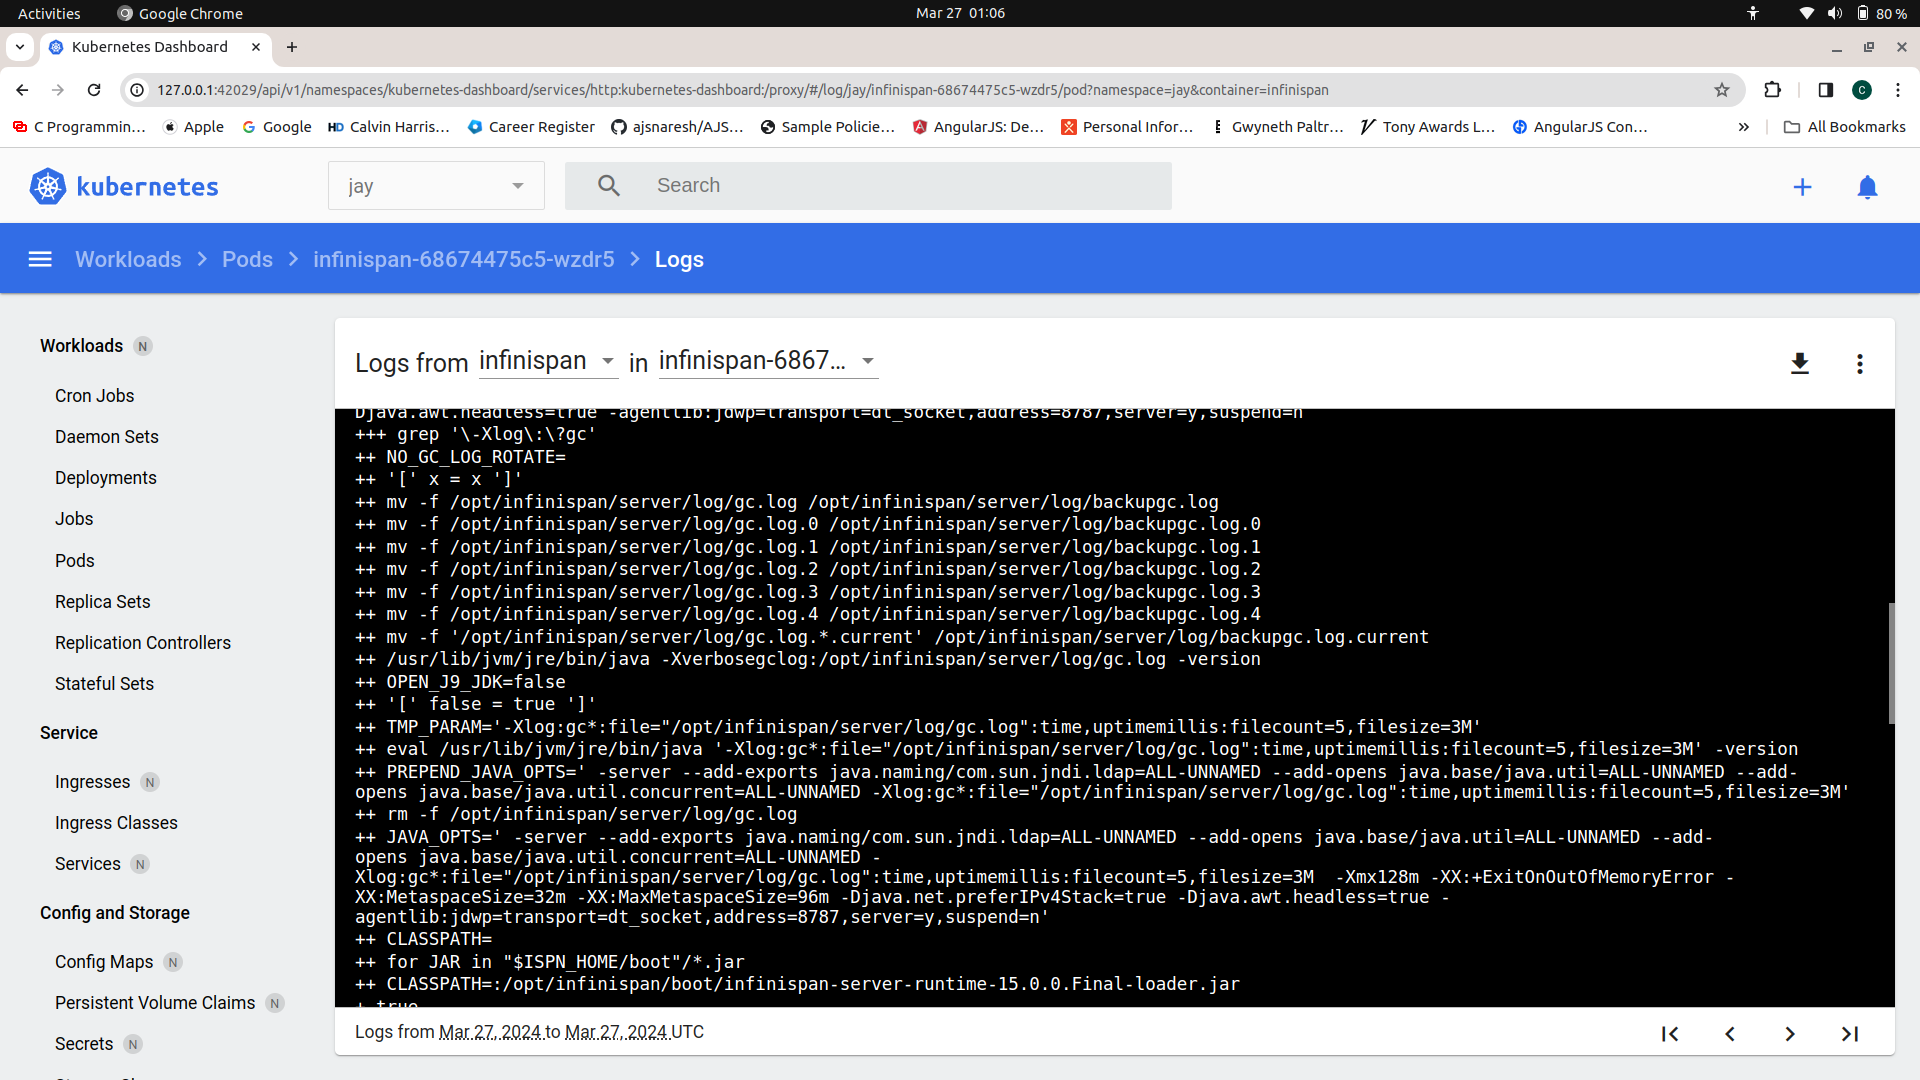 Activities
Google Chrome
Mar 27 01:06
80 %
Kubernetes Dashboard
127.0.0.1:42029/api/v1/namespaces/kubernetes-dashboard/services/http:kubernetes-dashboard:/proxy/#/log/jay/infinispan-68674475c5-wzdr5/pod?namespace=jay&container=infinispan
C
C Programmin...
Apple
Google
HD Calvin Harris...
Career Register
ajsnaresh/AJS...
Sample Policie...
AngularJS: De...
Personal Infor...
Gwyneth Paltr...
Tony Awards L...
AngularJS Con...
All Bookmarks
kubernetes
jay
Search
Workloads
Pods
infinispan-68674475c5-wzdr5
Logs
Workloads N
Cron Jobs
Daemon Sets
Deployments
Jobs
Pods
Replica Sets
Replication Controllers
Stateful Sets
Service
Ingresses N
Ingress Classes
Services N
Config and Storage
Config Maps N
Persistent Volume Claims N
Secrets N
Logs from infinispan in infinispan-6867...
Djava.awt.headless=true -agentlib:jdwp=transport=dt_socket,address=8787,server=y,suspend=n
+++ grep '\-Xlog\:\?gc'
++ NO_GC_LOG_ROTATE=
++ '[' x = x ']'
++ mv -f /opt/infinispan/server/log/gc.log /opt/infinispan/server/log/backupgc.log
++ mv -f /opt/infinispan/server/log/gc.log.0 /opt/infinispan/server/log/backupgc.log.0
++ mv -f /opt/infinispan/server/log/gc.log.1 /opt/infinispan/server/log/backupgc.log.1
++ mv -f /opt/infinispan/server/log/gc.log.2 /opt/infinispan/server/log/backupgc.log.2
++ mv -f /opt/infinispan/server/log/gc.log.3 /opt/infinispan/server/log/backupgc.log.3
++ mv -f /opt/infinispan/server/log/gc.log.4 /opt/infinispan/server/log/backupgc.log.4
++ mv -f '/opt/infinispan/server/log/gc.log.*.current' /opt/infinispan/server/log/backupgc.log.current
++ /usr/lib/jvm/jre/bin/java -Xverbosegclog:/opt/infinispan/server/log/gc.log -version
++ OPEN_J9_JDK=false
++ '[' false = true ']'
++ TMP_PARAM='-Xlog:gc*:file="/opt/infinispan/server/log/gc.log":time,uptimemillis:filecount=5,filesize=3M'
++ eval /usr/lib/jvm/jre/bin/java '-Xlog:gc*:file="/opt/infinispan/server/log/gc.log":time,uptimemillis:filecount=5,filesize=3M' -version
++ PREPEND_JAVA_OPTS=' -server --add-exports java.naming/com.sun.jndi.ldap=ALL-UNNAMED --add-opens java.base/java.util=ALL-UNNAMED --add-
opens java.base/java.util.concurrent=ALL-UNNAMED -Xlog:gc*:file="/opt/infinispan/server/log/gc.log":time,uptimemillis:filecount=5,filesize=3M'
++ rm -f /opt/infinispan/server/log/gc.log
++ JAVA_OPTS=' -server --add-exports java.naming/com.sun.jndi.ldap=ALL-UNNAMED --add-opens java.base/java.util=ALL-UNNAMED --add-
opens java.base/java.util.concurrent=ALL-UNNAMED -
Xlog:gc*:file="/opt/infinispan/server/log/gc.log":time,uptimemillis:filecount=5,filesize=3M  -Xmx128m -XX:+ExitOnOutOfMemoryError -
XX:MetaspaceSize=32m -XX:MaxMetaspaceSize=96m -Djava.net.preferIPv4Stack=true -Djava.awt.headless=true -
agentlib:jdwp=transport=dt_socket,address=8787,server=y,suspend=n'
++ CLASSPATH=
++ for JAR in "$ISPN_HOME/boot"/*.jar
++ CLASSPATH=:/opt/infinispan/boot/infinispan-server-runtime-15.0.0.Final-loader.jar
+ true
Logs from Mar 27, 2024 to Mar 27, 2024 UTC